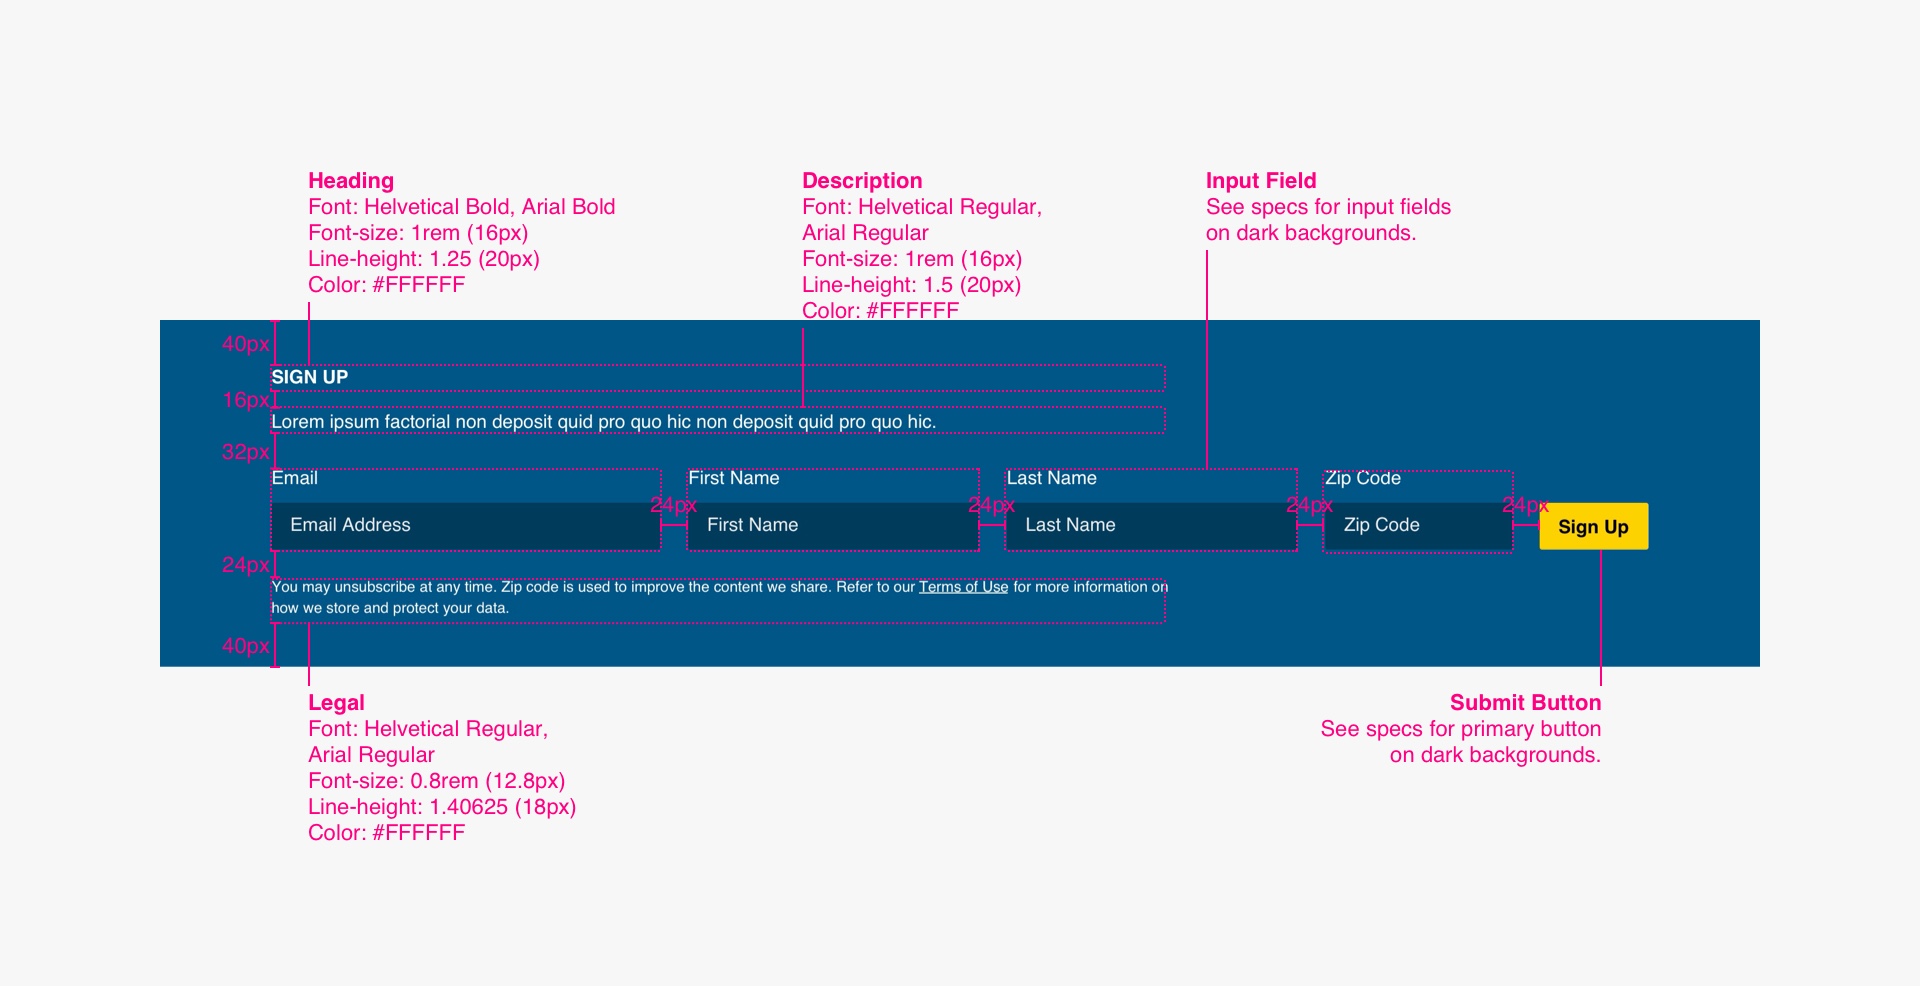 Heading
Font: Helvetical Bold, Arial Bold
Font-size: 1rem (16px)
Line-height: 1.25 (20px)
Color: #FFFFFF
Description
Font: Helvetical Regular,
Arial Regular
Font-size: 1rem (16px)
Line-height: 1.5 (20px)
Color: #FFFFFF
Input Field
See specs for input fields
on dark backgrounds.
40px
SIGN UP
16px
Lorem ipsum factorial non deposit quid pro quo hic non deposit quid pro quo hic.
32px
Email
First Name
Last Name
Zip Code
24px
24px
24px
24px
Email Address
First Name
Last Name
Zip Code
Sign Up
24px
You may unsubscribe at any time. Zip code is used to improve the content we share. Refer to our Terms of Use for more information on
how we store and protect your data.
40px
Legal
Font: Helvetical Regular,
Arial Regular
Font-size: 0.8rem (12.8px)
Line-height: 1.40625 (18px)
Color: #FFFFFF
Submit Button
See specs for primary button
on dark backgrounds.